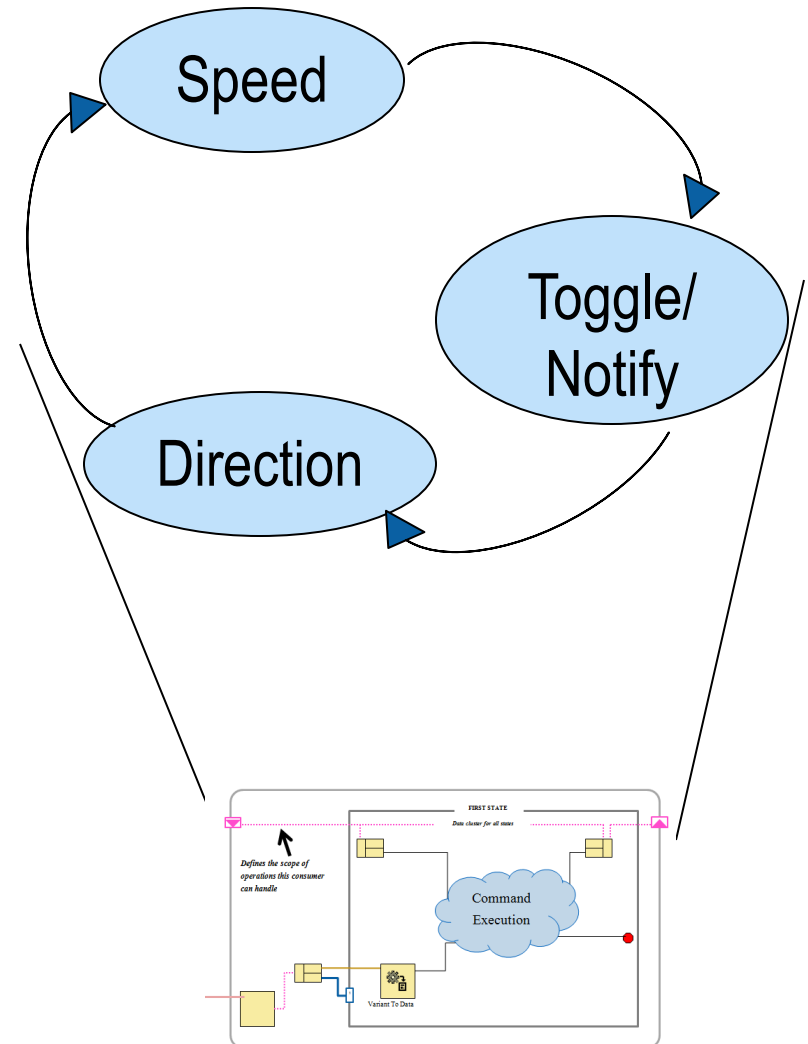 Speed
Toggle/
Notify
Direction
FIRST STATE
Data cluster for all states
Defines the scope of
operations this consumer
can handle
Command
Execution
Variant To Data